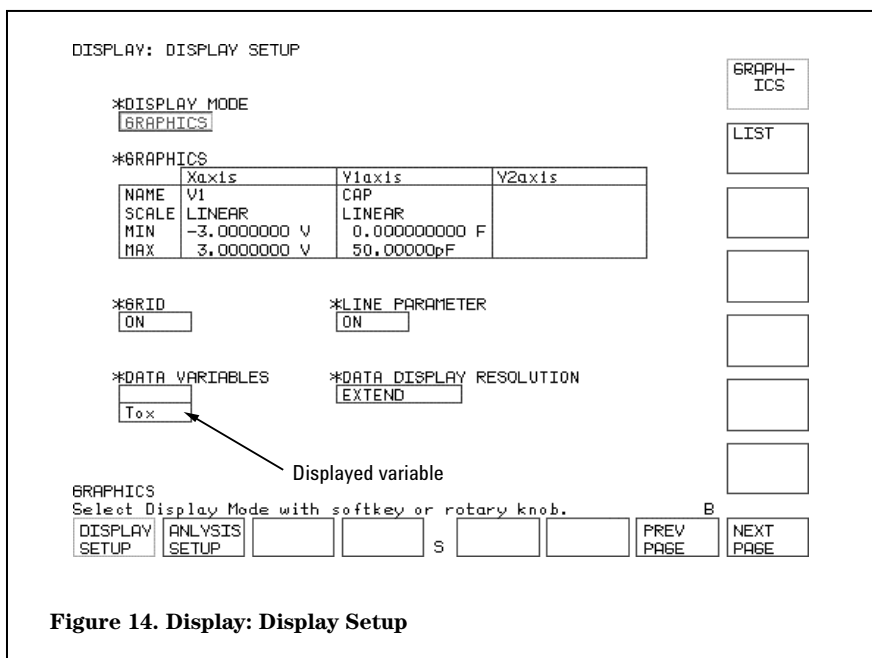 DISPLAY: DISPLAY SETUP
GRAPH-
ICS
*DISPLAY MODE
GRAPHICS
LIST
*GRAPHICS
Xaxis Y1axis Y2axis
NAME V1 CAP
SCALE LINEAR LINEAR
MIN -3.0000000 V 0.000000000 F
MAX 3.0000000 V 50.00000pF
*GRID *LINE PARAMETER
ON ON
*DATA VARIABLES *DATA DISPLAY RESOLUTION
EXTEND
Tox
Displayed variable
GRAPHICS
Select Display Mode with softkey or rotary knob. B
DISPLAY SETUP ANLYSIS SETUP S PREV PAGE NEXT PAGE
Figure 14. Display: Display Setup